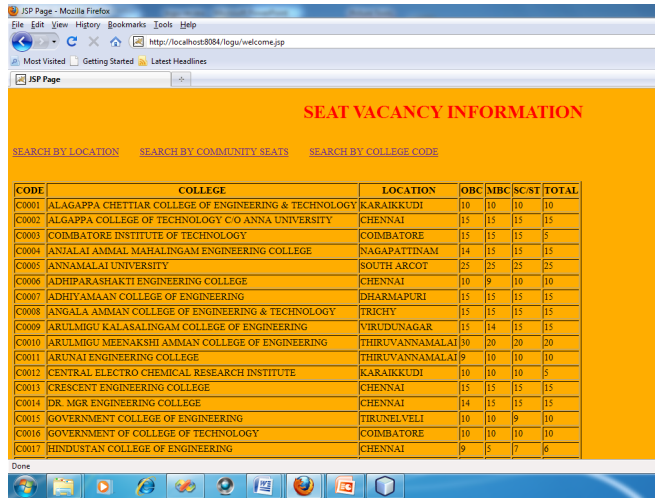 JSP Page - Mozilla Firefox
File Edit View History Bookmarks Tools Help
http://localhost:8084/logu/welcome.jsp
Most Visited Getting Started Latest Headlines
JSP Page
SEAT VACANCY INFORMATION
SEARCH BY LOCATION SEARCH BY COMMUNITY SEATS SEARCH BY COLLEGE CODE
CODE COLLEGE LOCATION OBC MBC SC/ST TOTAL
C0001 ALAGAPPA CHETTIAR COLLEGE OF ENGINEERING & TECHNOLOGY KARAIKKUDI 10 10 10 10
C0002 ALGAPPA COLLEGE OF TECHNOLOGY C/O ANNA UNIVERSITY CHENNAI 15 15 15 15
C0003 COIMBATORE INSTITUTE OF TECHNOLOGY COIMBATORE 15 15 15 5
C0004 ANJALAI AMMAL MAHALINGAM ENGINEERING COLLEGE NAGAPATTINAM 14 15 15 15
C0005 ANNAMALAI UNIVERSITY SOUTH ARCOT 25 25 25 25
C0006 ADHIPARASHAKTI ENGINEERING COLLEGE CHENNAI 10 9 10 10
C0007 ADHIYAMAAN COLLEGE OF ENGINEERING DHARMAPURI 15 15 15 15
C0008 ANGALA AMMAN COLLEGE OF ENGINEERING & TECHNOLOGY TRICHY 15 15 15 15
C0009 ARULMIGU KALASALINGAM COLLEGE OF ENGINEERING VIRUDUNAGAR 15 14 15 15
C0010 ARULMIGU MEENAKSHI AMMAN COLLEGE OF ENGINEERING THIRUVANNAMALAI 30 20 20 20
C0011 ARUNAI ENGINEERING COLLEGE THIRUVANNAMALAI 9 10 10 10
C0012 CENTRAL ELECTRO CHEMICAL RESEARCH INSTITUTE KARAIKKUDI 10 10 10 5
C0013 CRESCENT ENGINEERING COLLEGE CHENNAI 15 15 15 15
C0014 DR. MGR ENGINEERING COLLEGE CHENNAI 14 15 15 15
C0015 GOVERNMENT COLLEGE OF ENGINEERING TIRUNELVELI 10 10 9 10
C0016 GOVERNMENT OF COLLEGE OF TECHNOLOGY COIMBATORE 10 10 10 10
C0017 HINDUSTAN COLLEGE OF ENGINEERING CHENNAI 9 5 7 6
Done